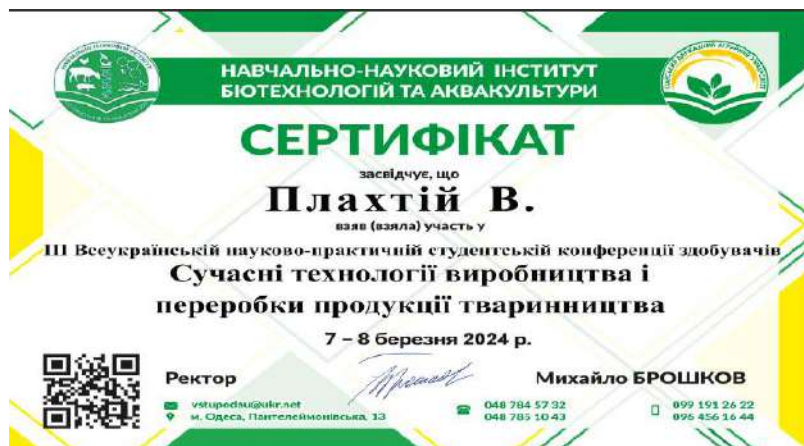 НАВЧАЛЬНО-НАУКОВИЙ ІНСТИТУТ
БІОТЕХНОЛОГІЙ ТА АКВАКУЛЬТУРИ
СЕРТИФІКАТ
засвідчує, що
Плахтій В.
взяв (взяла) участь у
ІІІ Всеукраїнській науково-практичній студентській конференції здобувачів
Сучасні технології виробництва і
переробки продукції тваринництва
7 – 8 березня 2024 р.
Ректор
Михайло БРОШКОВ
vstupodau@ukr.net
м. Одеса, Пантелеймонівська, 13
048 784 57 32
048 785 10 43
099 191 26 22
096 456 16 44